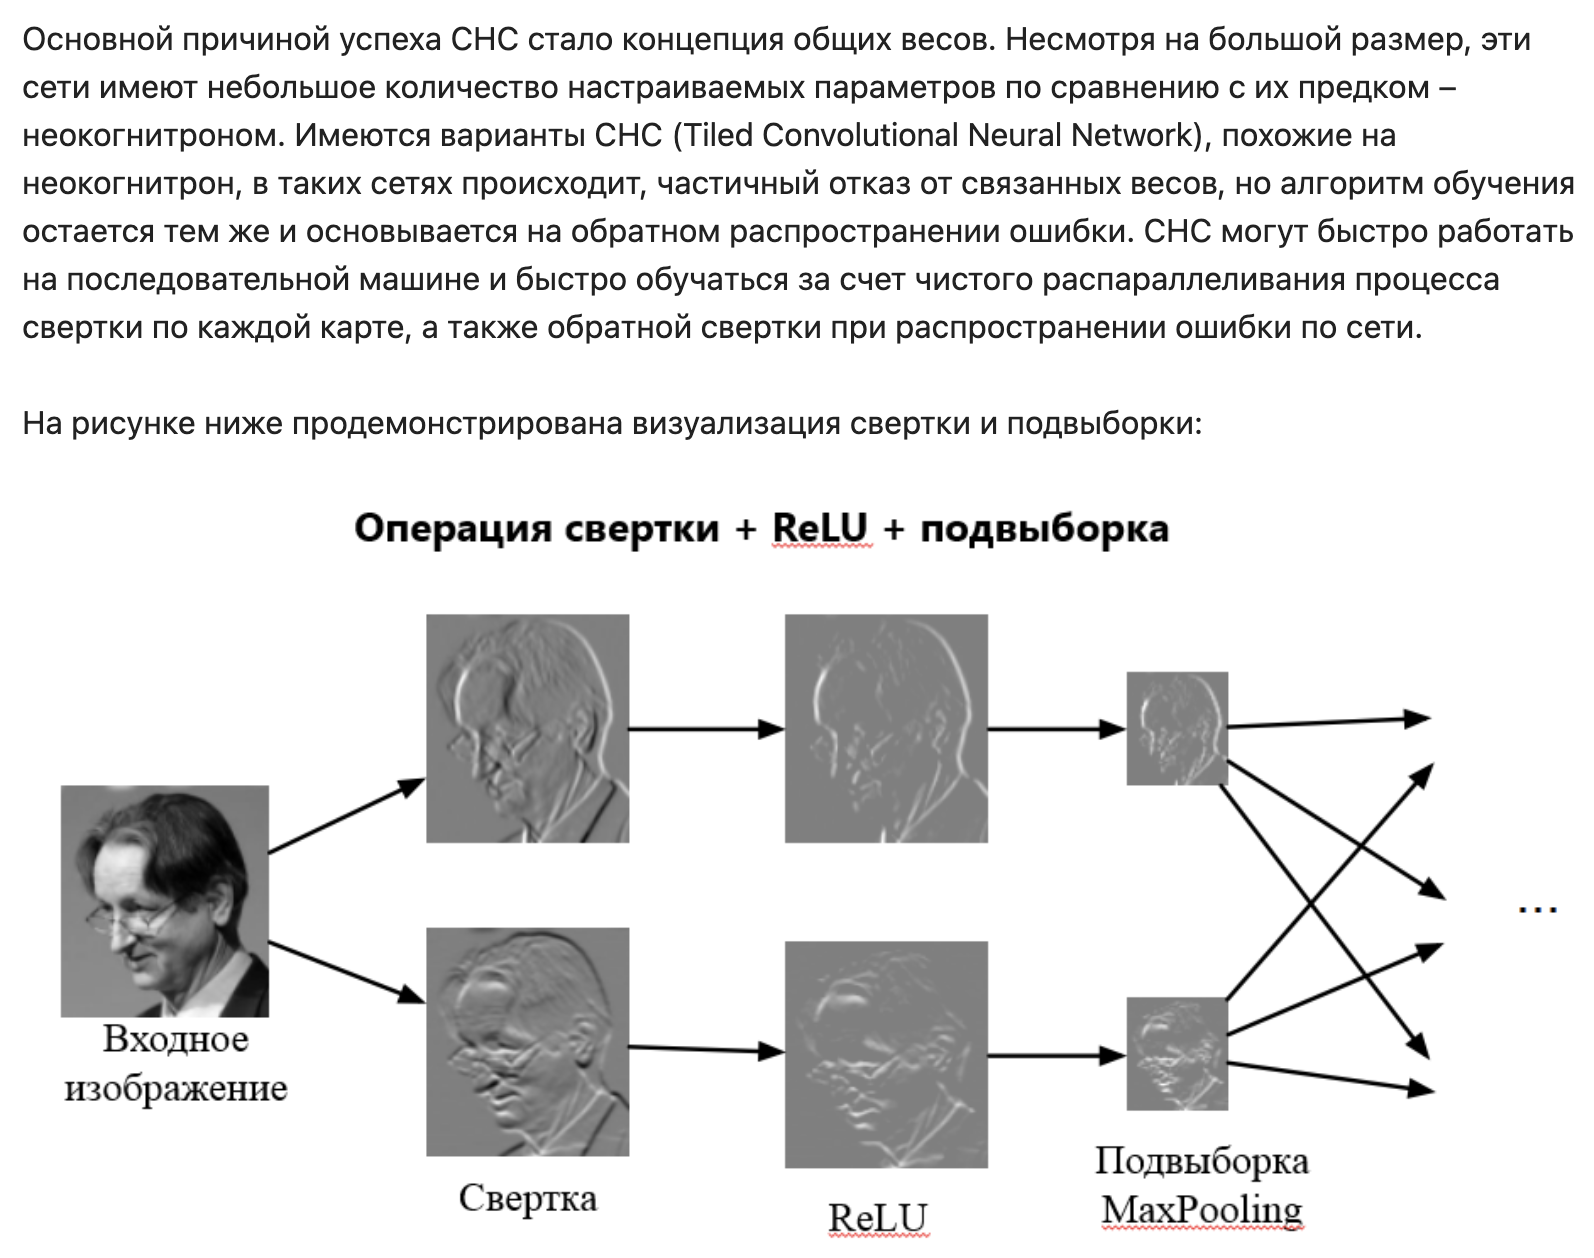 Основной причиной успеха СНС стало концепция общих весов. Несмотря на большой размер, эти
сети имеют небольшое количество настраиваемых параметров по сравнению с их предком –
неокогнитроном. Имеются варианты СНС (Tiled Convolutional Neural Network), похожие на
неокогнитрон, в таких сетях происходит, частичный отказ от связанных весов, но алгоритм обучения
остается тем же и основывается на обратном распространении ошибки. СНС могут быстро работать
на последовательной машине и быстро обучаться за счет чистого распараллеливания процесса
свертки по каждой карте, а также обратной свертки при распространении ошибки по сети.
На рисунке ниже продемонстрирована визуализация свертки и подвыборки:
Операция свертки + ReLU + подвыборка
...
Входное
изображение
Свертка
ReLU
Подвыборка
MaxPooling